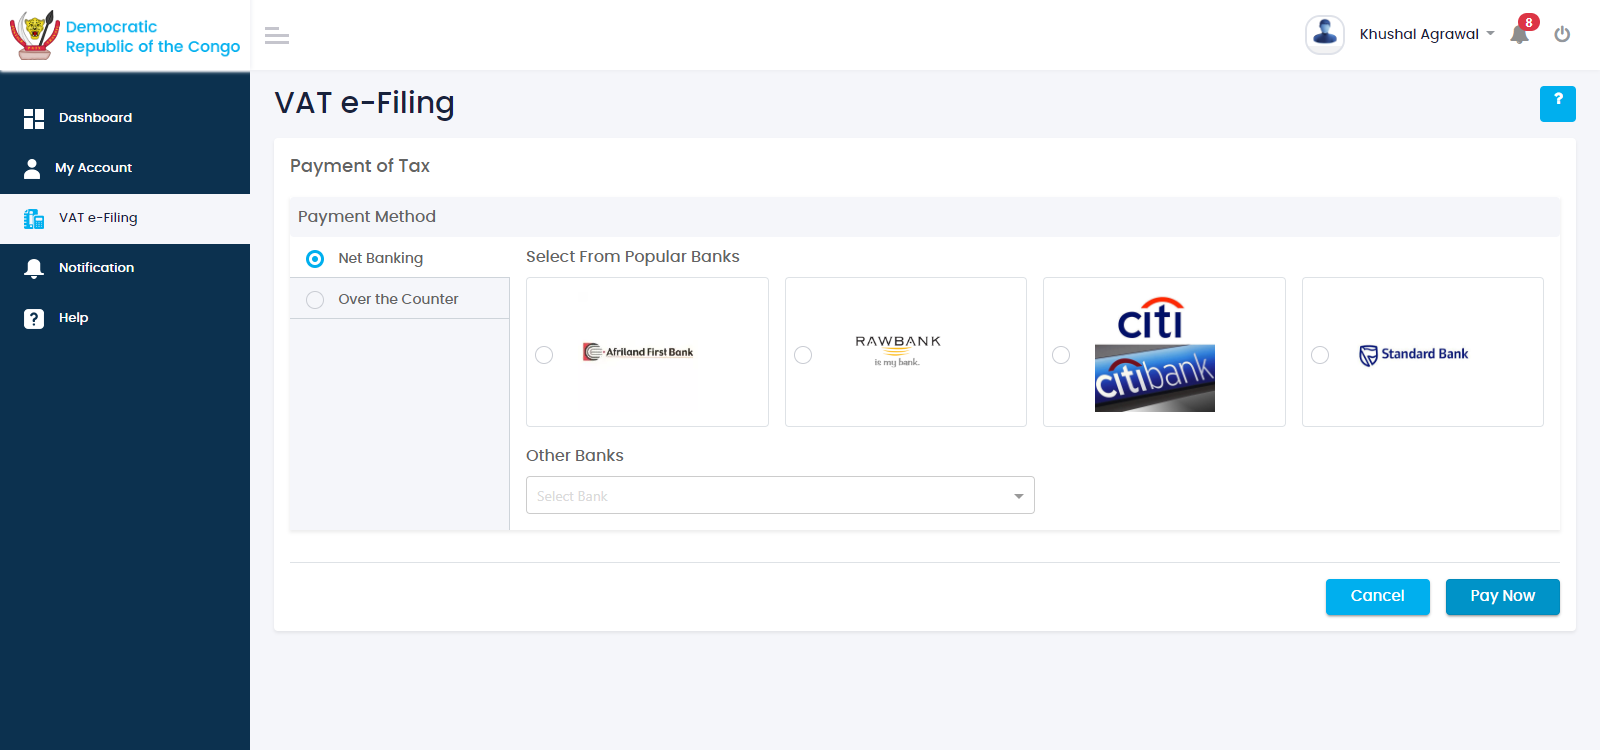 Democratic
Republic of the Congo
Khushal Agrawal
8
Dashboard
My Account
VAT e-Filing
Notification
Help
VAT e-Filing
?
Payment of Tax
Payment Method
Net Banking
Over the Counter
Select From Popular Banks
Afriland First Bank
RAWBANK
is my bank.
citi
citibank
Standard Bank
Other Banks
Select Bank
Cancel
Pay Now